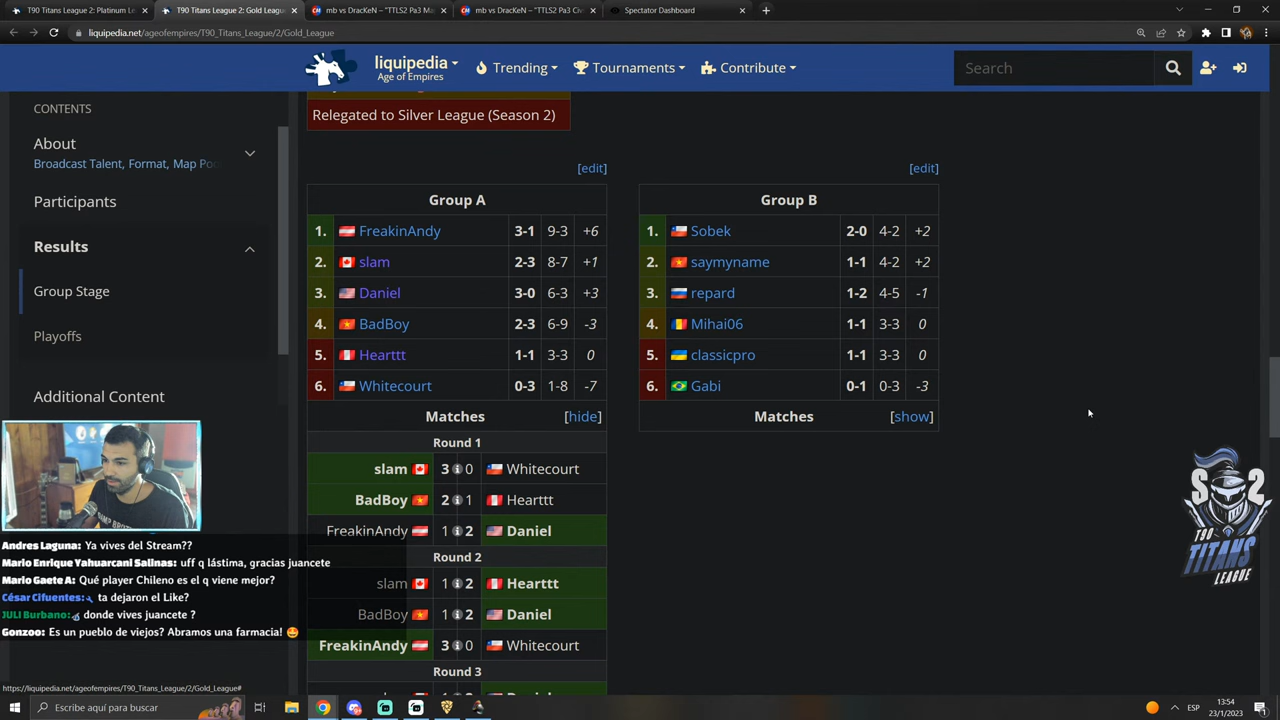 T90 Titans League 2: Platinum Le
T90 Titans League 2: Gold Leagu
mb vs DracKeN – "TTLS2 Pa3 Ma
mb vs DracKeN – "TTLS2 Pa3 Civ
Spectator Dashboard
liquipedia.net/ageofempires/T90_Titans_League/2/Gold_League
liquipedia
Age of Empires
Trending
Tournaments
Contribute
Search
CONTENTS
About
Broadcast Talent, Format, Map Poo
Participants
Results
Group Stage
Playoffs
Additional Content
Relegated to Silver League (Season 2)
[edit]
Group A
1. FreakinAndy 3-1 9-3 +6
2. slam 2-3 8-7 +1
3. Daniel 3-0 6-3 +3
4. BadBoy 2-3 6-9 -3
5. Hearttt 1-1 3-3 0
6. Whitecourt 0-3 1-8 -7
Matches [hide]
Round 1
slam 3 0 Whitecourt
BadBoy 2 1 Hearttt
FreakinAndy 1 2 Daniel
Round 2
slam 1 2 Hearttt
BadBoy 1 2 Daniel
FreakinAndy 3 0 Whitecourt
Round 3
[edit]
Group B
1. Sobek 2-0 4-2 +2
2. saymyname 1-1 4-2 +2
3. repard 1-2 4-5 -1
4. Mihai06 1-1 3-3 0
5. classicpro 1-1 3-3 0
6. Gabi 0-1 0-3 -3
Matches [show]
Andres Laguna: Ya vives del Stream??
Mario Enrique Yahuarcani Salinas: uff q lástima, gracias juancete
Mario Gaete A: Qué player Chileno es el q viene mejor?
César Cifuentes: ta dejaron el Like?
JULI Burbano: donde vives juancete ?
Gonzoo: Es un pueblo de viejos? Abramos una farmacia! 🤩
S 2
T90
TITANS
LEAGUE
https://liquipedia.net/ageofempires/T90_Titans_League/2/Gold_League#
Escribe aquí para buscar
ESP
13:54
23/1/2023